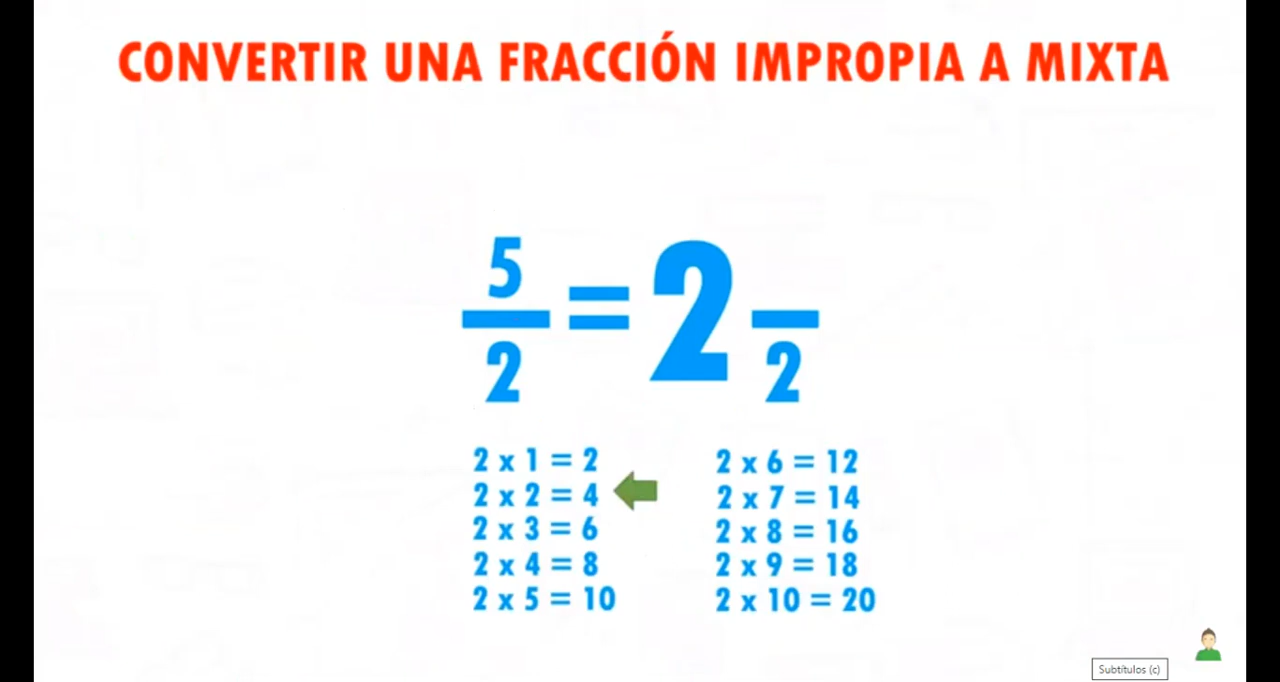 CONVERTIR UNA FRACCIÓN IMPROPIA A MIXTA
5/2 = 2 /2
2 x 1 = 2
2 x 2 = 4
2 x 3 = 6
2 x 4 = 8
2 x 5 = 10
2 x 6 = 12
2 x 7 = 14
2 x 8 = 16
2 x 9 = 18
2 x 10 = 20
Subtítulos (c)